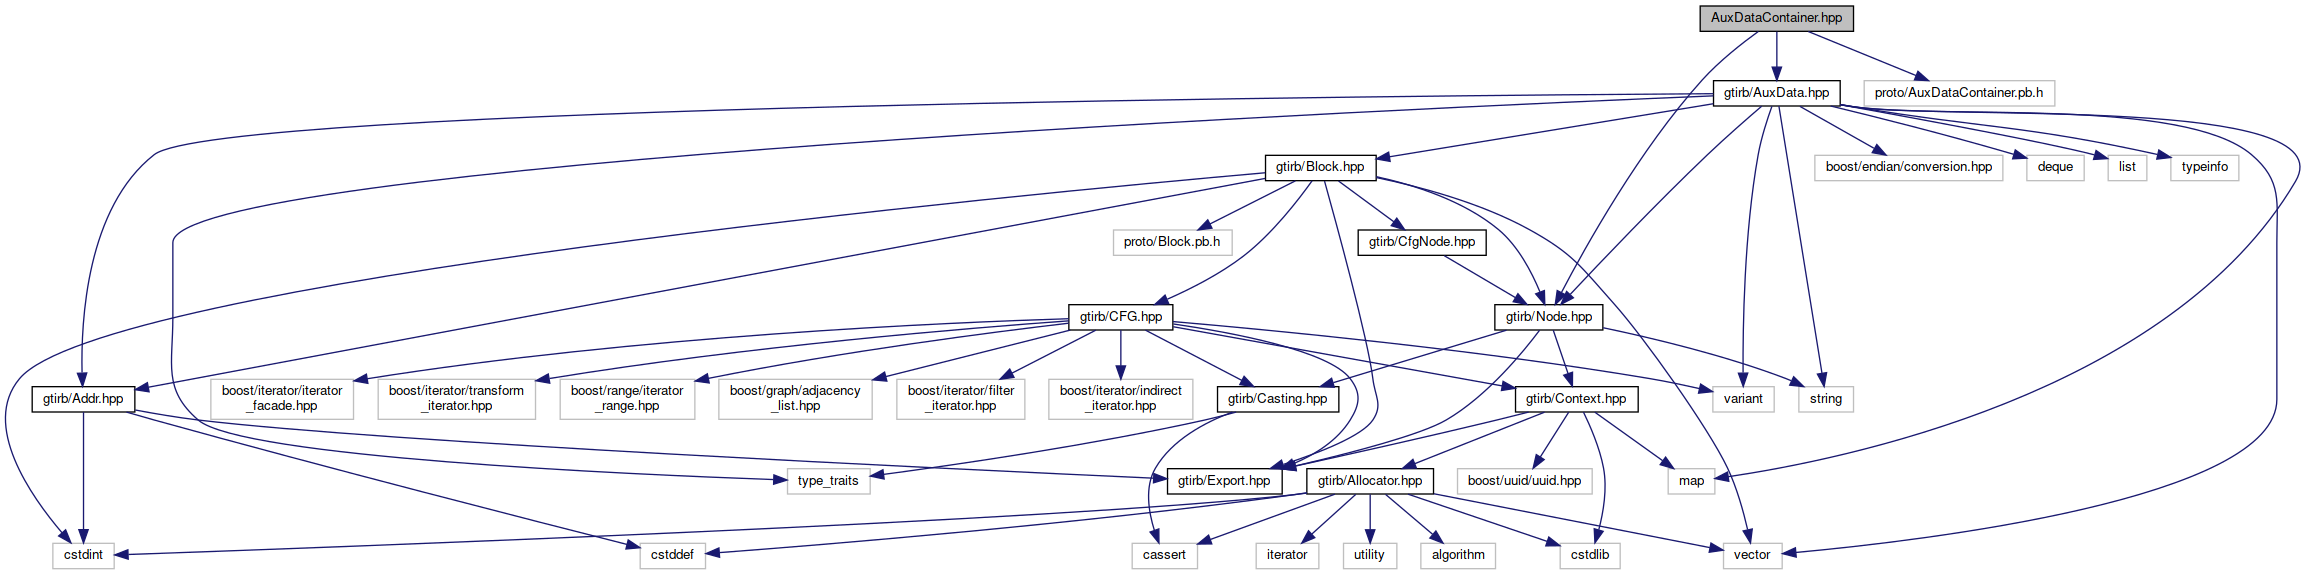 AuxDataContainer.hpp
gtirb/AuxData.hpp
proto/AuxDataContainer.pb.h
gtirb/Block.hpp
boost/endian/conversion.hpp
deque
list
typeinfo
proto/Block.pb.h
gtirb/CfgNode.hpp
gtirb/CFG.hpp
gtirb/Node.hpp
gtirb/Addr.hpp
boost/iterator/iterator
_facade.hpp
boost/iterator/transform
_iterator.hpp
boost/range/iterator
_range.hpp
boost/graph/adjacency
_list.hpp
boost/iterator/filter
_iterator.hpp
boost/iterator/indirect
_iterator.hpp
gtirb/Casting.hpp
gtirb/Context.hpp
variant
string
type_traits
gtirb/Export.hpp
gtirb/Allocator.hpp
boost/uuid/uuid.hpp
map
cstdint
cstddef
cassert
iterator
utility
algorithm
cstdlib
vector